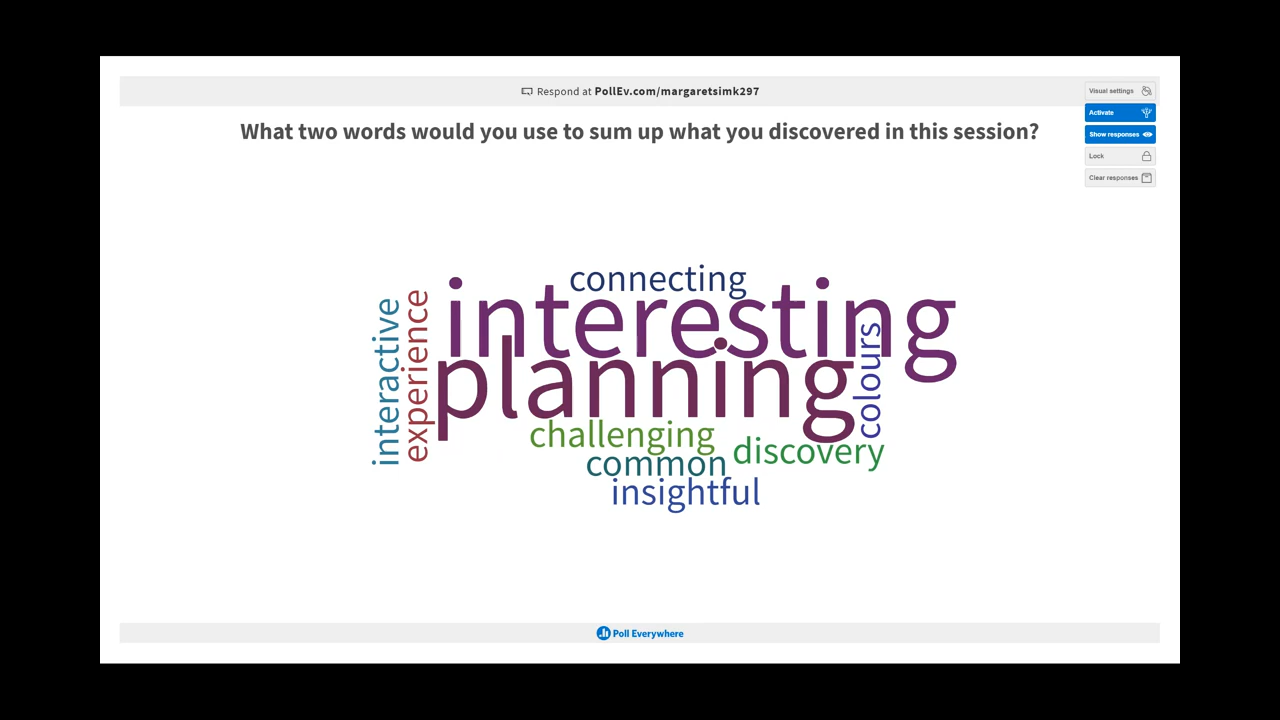 Respond at PollEv.com/margaretsimk297
Visual settings
Activate
Show responses
Lock
Clear responses
What two words would you use to sum up what you discovered in this session?
connecting
interesting
interactive
experience
planning
colours
challenging
discovery
common
insightful
Poll Everywhere